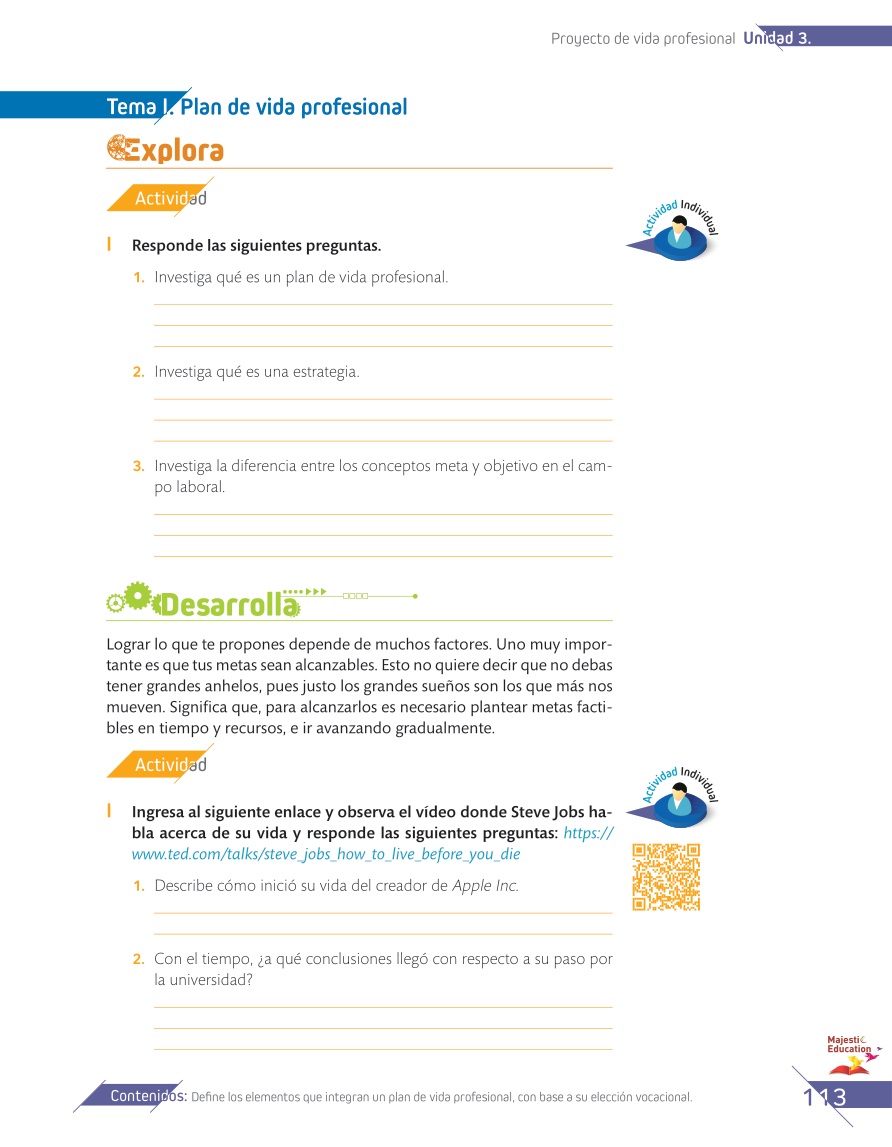 Proyecto de vida profesional Unidad 3.
Tema I. Plan de vida profesional
Explora
Actividad
Actividad Individual
I Responde las siguientes preguntas.
1. Investiga qué es un plan de vida profesional.
2. Investiga qué es una estrategia.
3. Investiga la diferencia entre los conceptos meta y objetivo en el cam-
po laboral.
Desarrolla
Lograr lo que te propones depende de muchos factores. Uno muy impor-
tante es que tus metas sean alcanzables. Esto no quiere decir que no debas
tener grandes anhelos, pues justo los grandes sueños son los que más nos
mueven. Significa que, para alcanzarlos es necesario plantear metas facti-
bles en tiempo y recursos, e ir avanzando gradualmente.
Actividad
Actividad Individual
I Ingresa al siguiente enlace y observa el vídeo donde Steve Jobs ha-
bla acerca de su vida y responde las siguientes preguntas: https://
www.ted.com/talks/steve_jobs_how_to_live_before_you_die
1. Describe cómo inició su vida del creador de Apple Inc.
2. Con el tiempo, ¿a qué conclusiones llegó con respecto a su paso por
la universidad?
Majestic
Education
Contenidos: Define los elementos que integran un plan de vida profesional, con base a su elección vocacional.
113